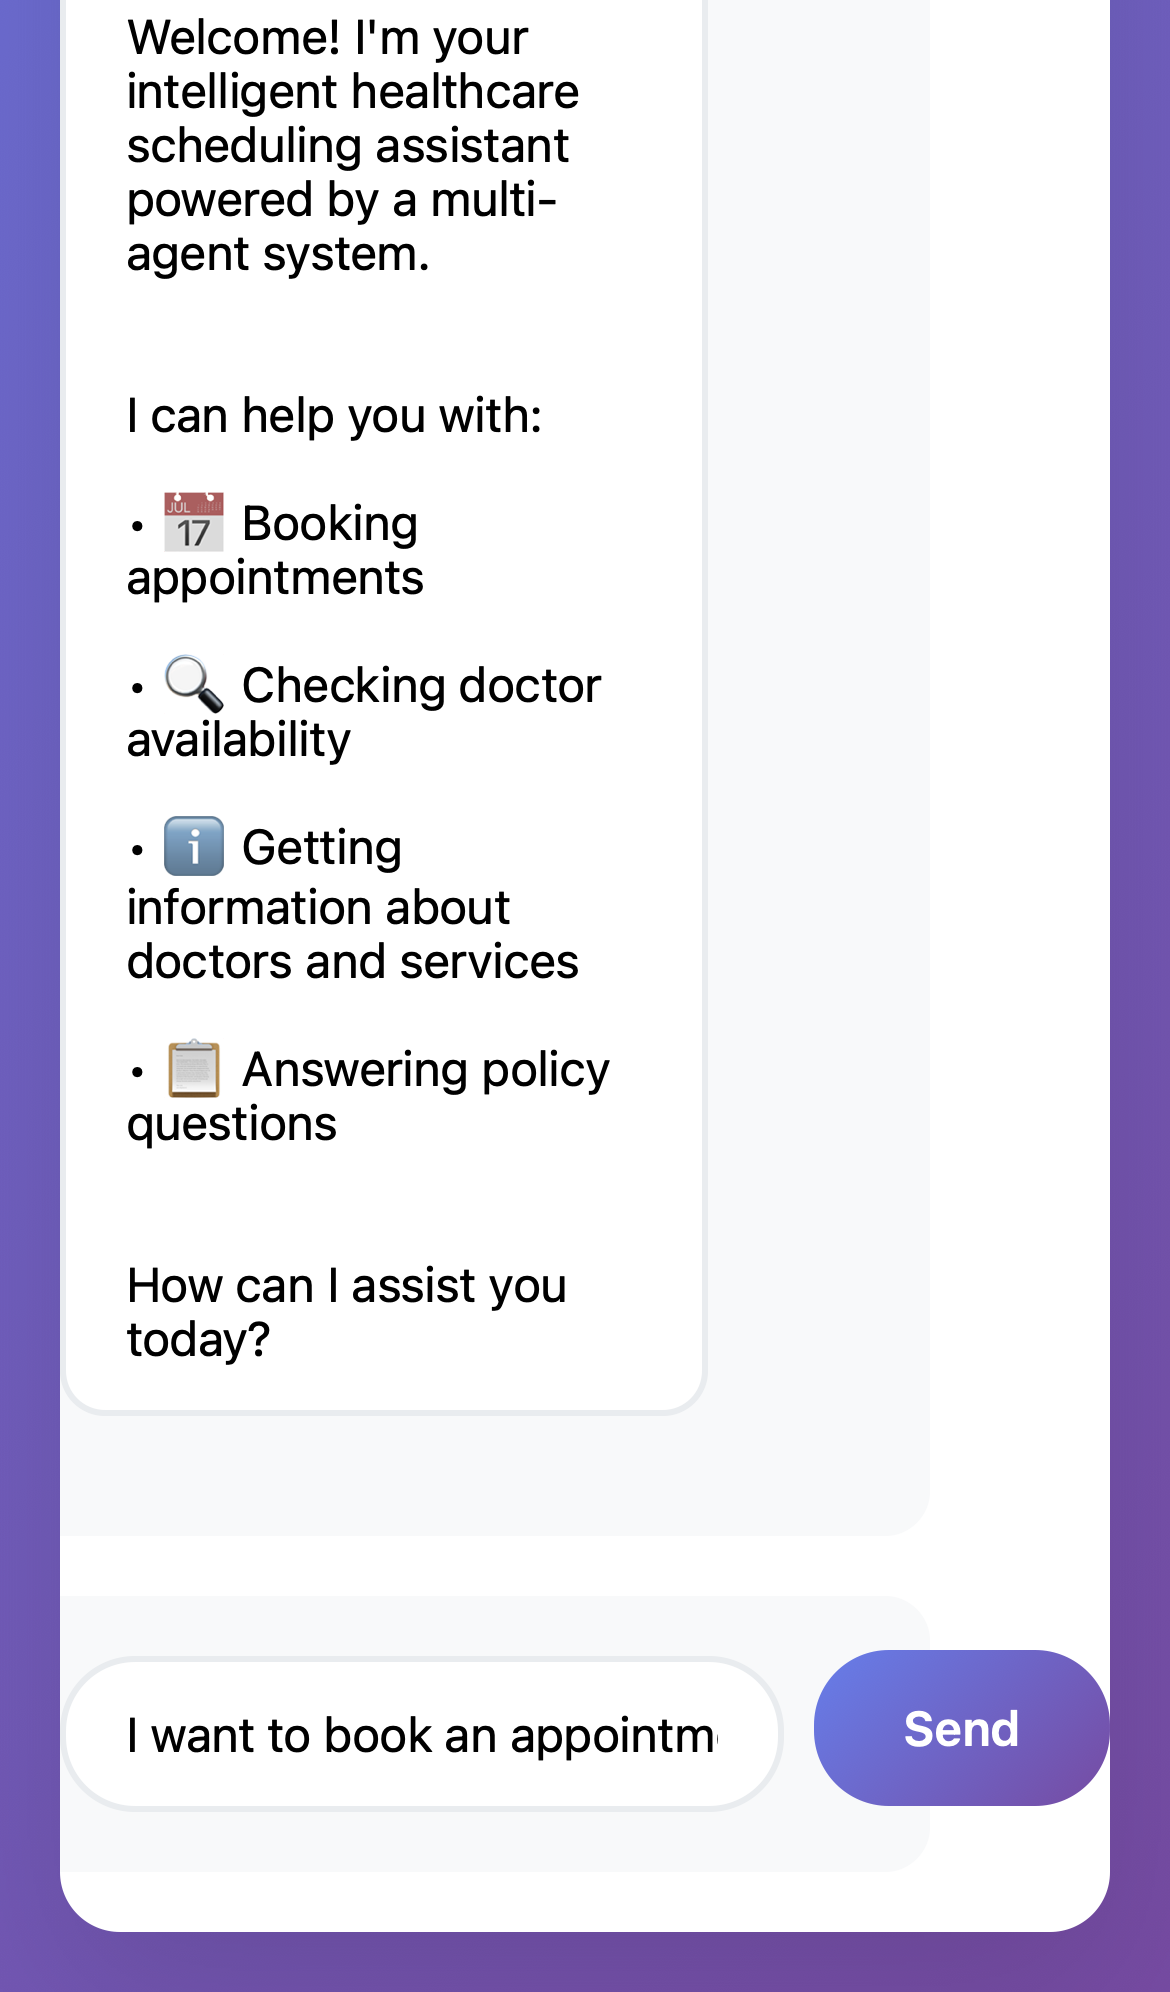 Welcome! I'm your
intelligent healthcare
scheduling assistant
powered by a multi-
agent system.
I can help you with:
• 📅 Booking
appointments
• 🔍 Checking doctor
availability
• ℹ️ Getting
information about
doctors and services
• 📋 Answering policy
questions
How can I assist you
today?
I want to book an appointm
Send